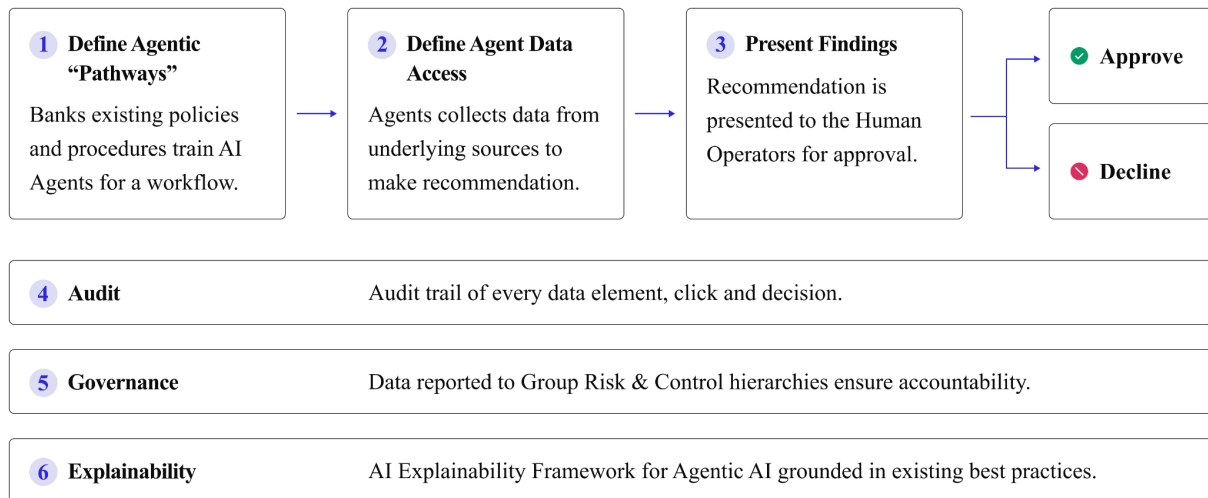 1 Define Agentic
“Pathways”
Banks existing policies
and procedures train AI
Agents for a workflow.
2 Define Agent Data
Access
Agents collects data from
underlying sources to
make recommendation.
3 Present Findings
Recommendation is
presented to the Human
Operators for approval.
Approve
Decline
4 Audit
Audit trail of every data element, click and decision.
5 Governance
Data reported to Group Risk & Control hierarchies ensure accountability.
6 Explainability
AI Explainability Framework for Agentic AI grounded in existing best practices.